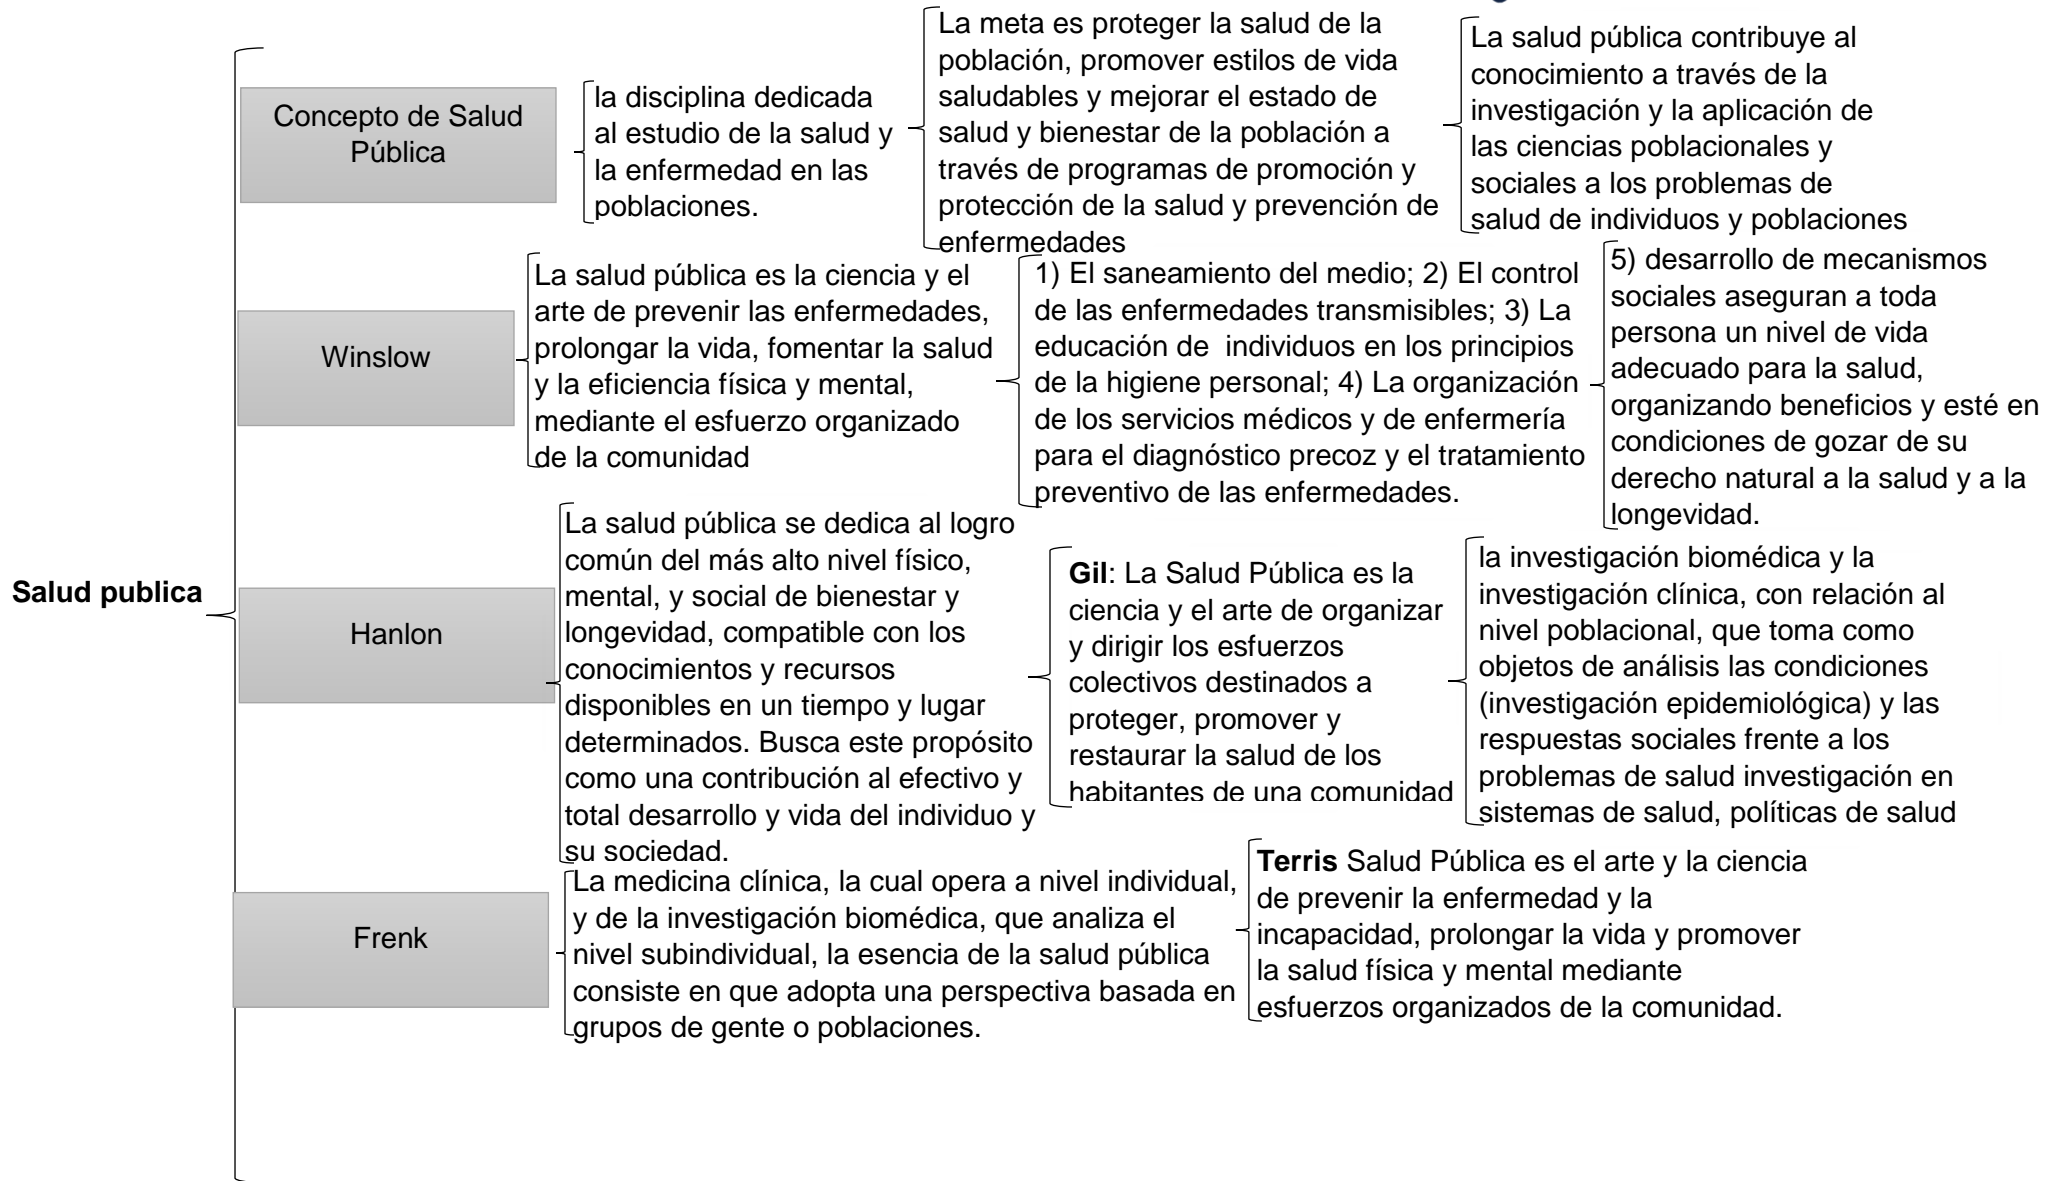 Salud publica
Concepto de Salud
Pública
la disciplina dedicada
al estudio de la salud y
la enfermedad en las
poblaciones.
La meta es proteger la salud de la
población, promover estilos de vida
saludables y mejorar el estado de
salud y bienestar de la población a
través de programas de promoción y
protección de la salud y prevención de
enfermedades
La salud pública contribuye al
conocimiento a través de la
investigación y la aplicación de
las ciencias poblacionales y
sociales a los problemas de
salud de individuos y poblaciones
Winslow
La salud pública es la ciencia y el
arte de prevenir las enfermedades,
prolongar la vida, fomentar la salud
y la eficiencia física y mental,
mediante el esfuerzo organizado
de la comunidad
1) El saneamiento del medio; 2) El control
de las enfermedades transmisibles; 3) La
educación de  individuos en los principios
de la higiene personal; 4) La organización
de los servicios médicos y de enfermería
para el diagnóstico precoz y el tratamiento
preventivo de las enfermedades.
5) desarrollo de mecanismos
sociales aseguran a toda
persona un nivel de vida
adecuado para la salud,
organizando beneficios y esté en
condiciones de gozar de su
derecho natural a la salud y a la
longevidad.
Hanlon
La salud pública se dedica al logro
común del más alto nivel físico,
mental, y social de bienestar y
longevidad, compatible con los
conocimientos y recursos
disponibles en un tiempo y lugar
determinados. Busca este propósito
como una contribución al efectivo y
total desarrollo y vida del individuo y
su sociedad.
Gil: La Salud Pública es la
ciencia y el arte de organizar
y dirigir los esfuerzos
colectivos destinados a
proteger, promover y
restaurar la salud de los
habitantes de una comunidad
la investigación biomédica y la
investigación clínica, con relación al
nivel poblacional, que toma como
objetos de análisis las condiciones
(investigación epidemiológica) y las
respuestas sociales frente a los
problemas de salud investigación en
sistemas de salud, políticas de salud
Frenk
La medicina clínica, la cual opera a nivel individual,
y de la investigación biomédica, que analiza el
nivel subindividual, la esencia de la salud pública
consiste en que adopta una perspectiva basada en
grupos de gente o poblaciones.
Terris Salud Pública es el arte y la ciencia
de prevenir la enfermedad y la
incapacidad, prolongar la vida y promover
la salud física y mental mediante
esfuerzos organizados de la comunidad.